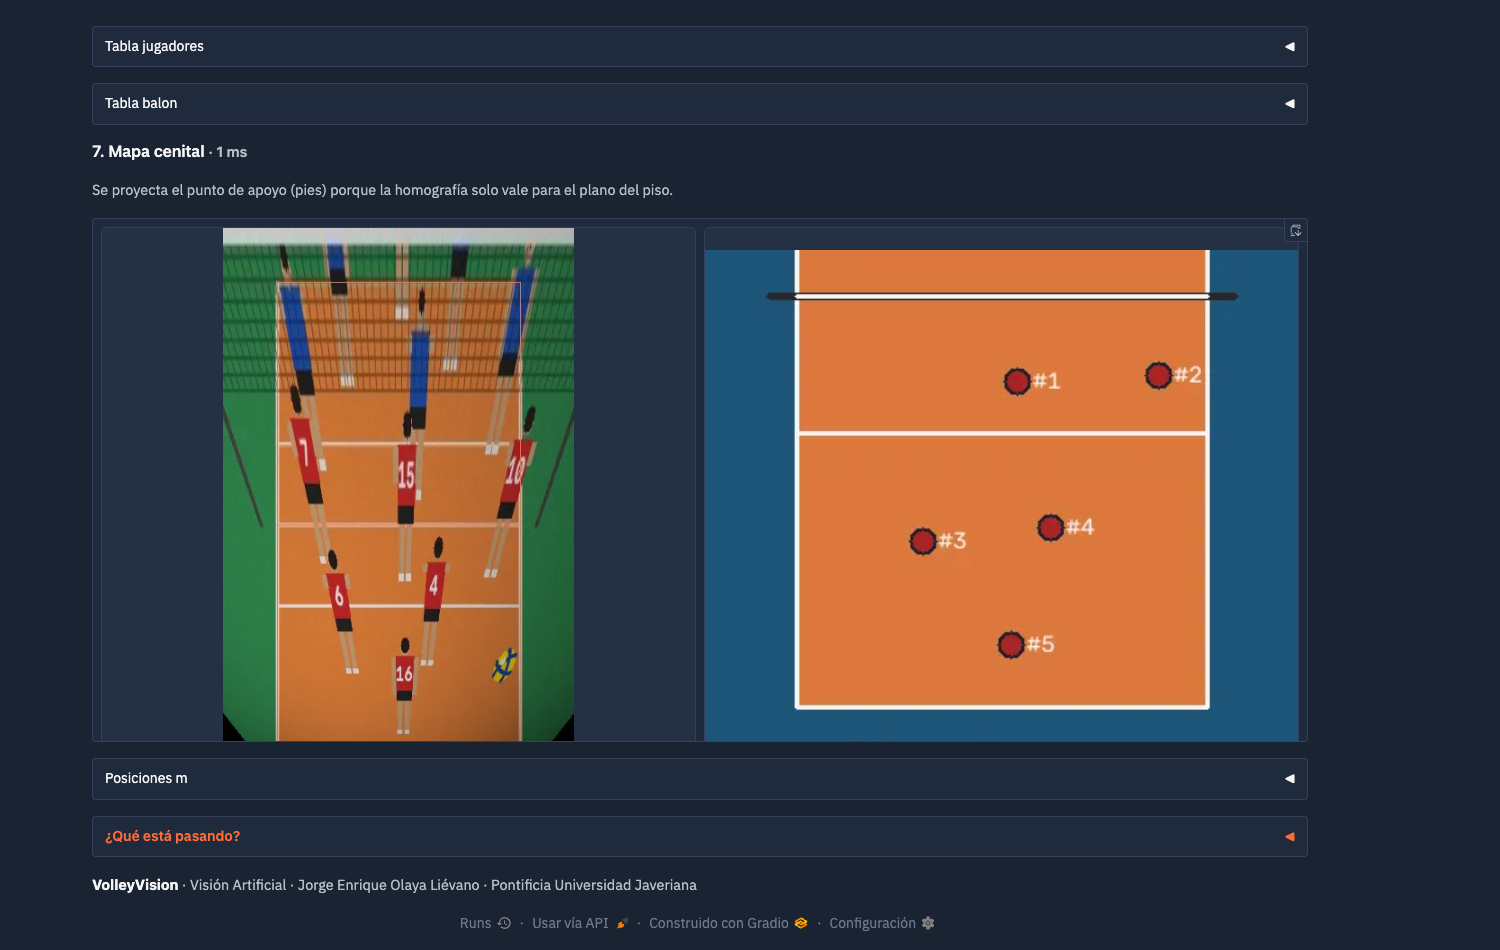 Tabla jugadores
Tabla balon
7. Mapa cenital · 1 ms
Se proyecta el punto de apoyo (pies) porque la homografía solo vale para el plano del piso.
7
15
10
6
4
16
#1
#2
#3
#4
#5
Posiciones m
¿Qué está pasando?
VolleyVision · Visión Artificial · Jorge Enrique Olaya Liévano · Pontificia Universidad Javeriana
Runs · Usar vía API · Construido con Gradio · Configuración